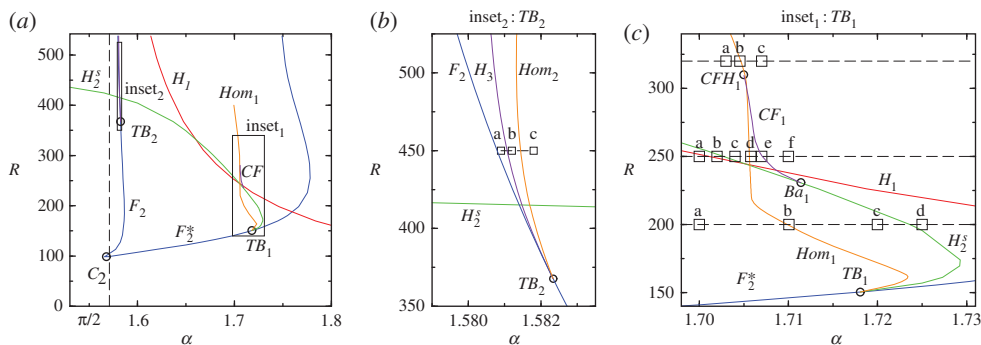 (a)
500
400
300
200
100
0
R
π/2
1.6
1.7
1.8
α
H₂ˢ
inset₂
TB₂
H₁
Hom₁
inset₁
CF
F₂
F₂*
TB₁
C₂
(b)
inset₂ : TB₂
500
450
400
350
R
1.580
1.582
α
F₂
H₃
Hom₂
a b c
H₂ˢ
TB₂
(c)
inset₁ : TB₁
300
250
200
150
R
1.70
1.71
1.72
1.73
α
a b c
CFH₁
CF₁
a b c d e f
Ba₁
H₁
a b c d
H₂ˢ
Hom₁
F₂*
TB₁